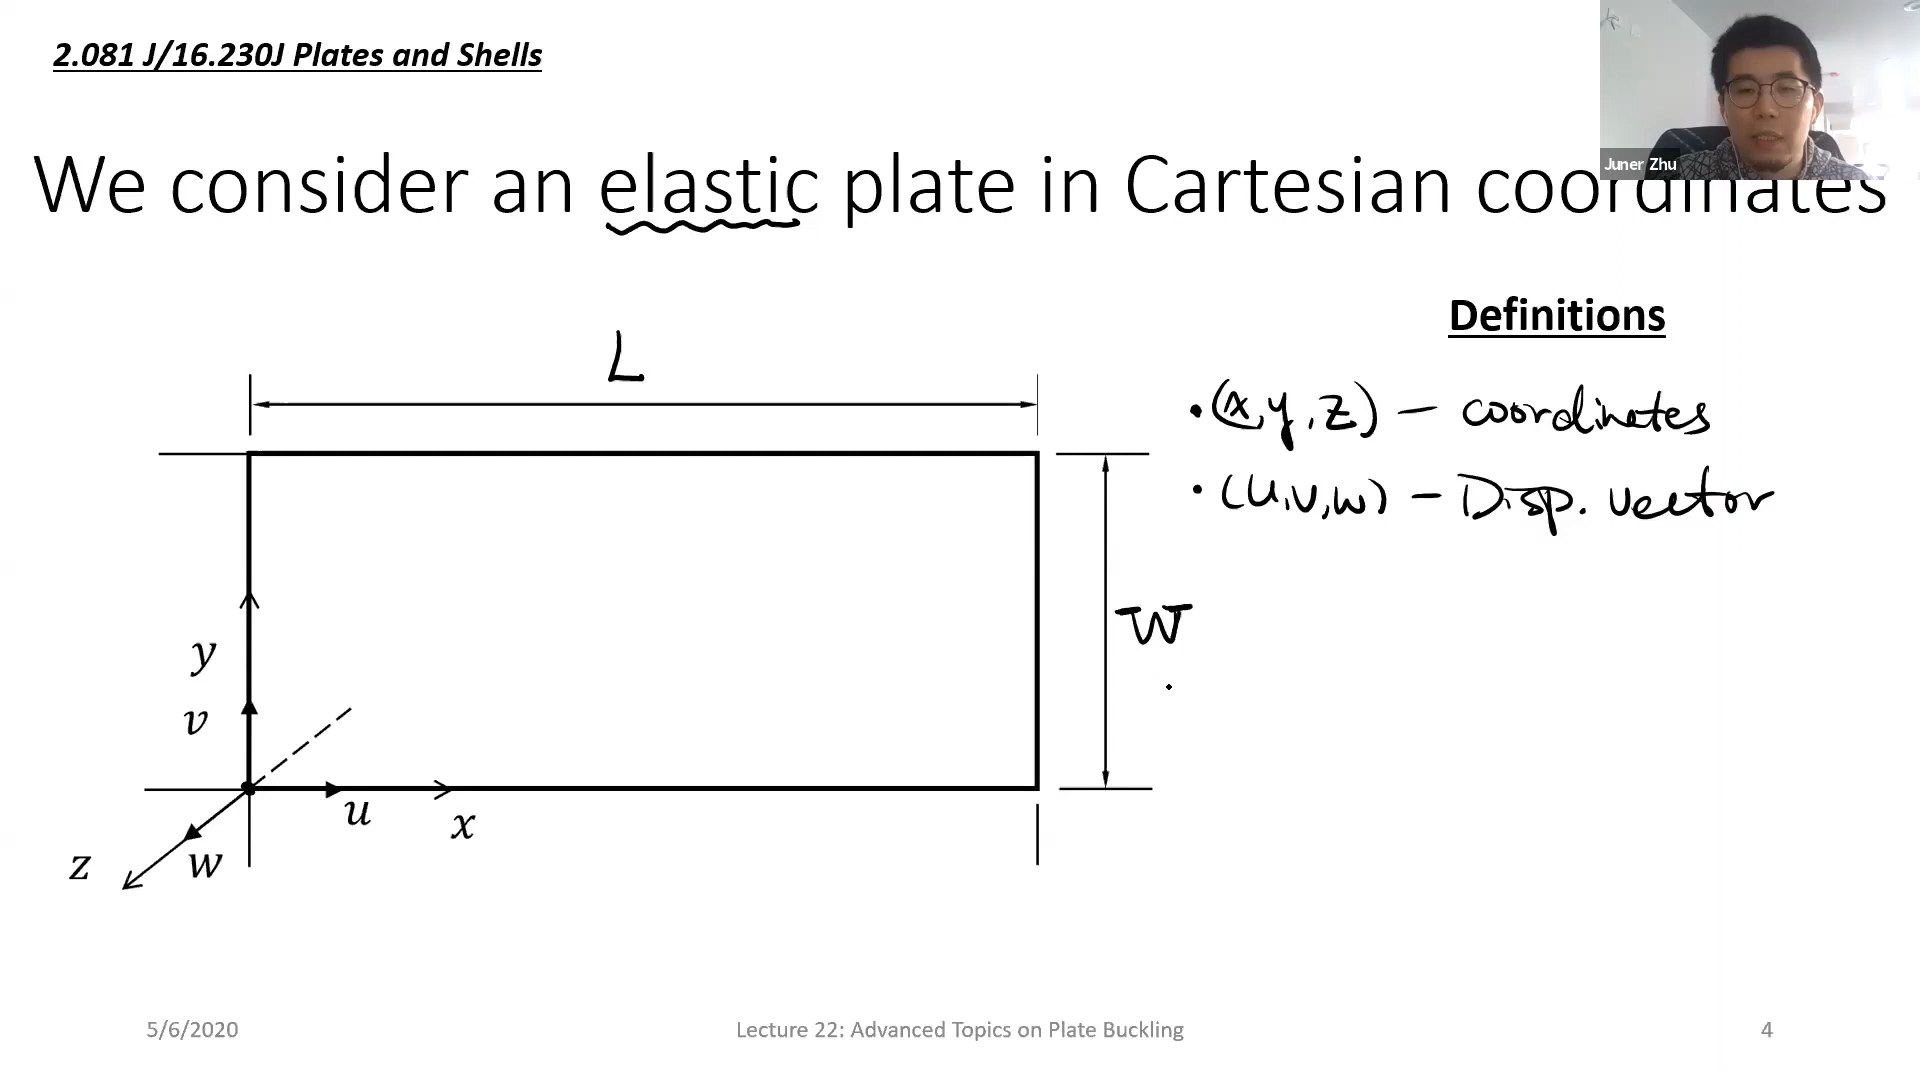 2.081 J/16.230J Plates and Shells
Juner Zhu
We consider an elastic plate in Cartesian coordinates
Definitions
L
• (x, y, z) — coordinates
• (u, v, w) — Disp. vector
W
y
v
u
x
w
z
5/6/2020
Lecture 22: Advanced Topics on Plate Buckling
4